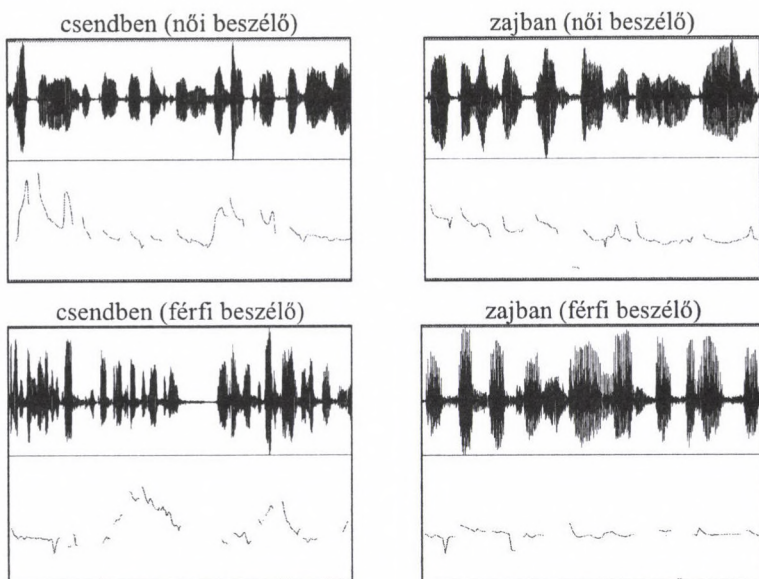 csendben (női beszélő)
zajban (női beszélő)
csendben (férfi beszélő)
zajban (férfi beszélő)